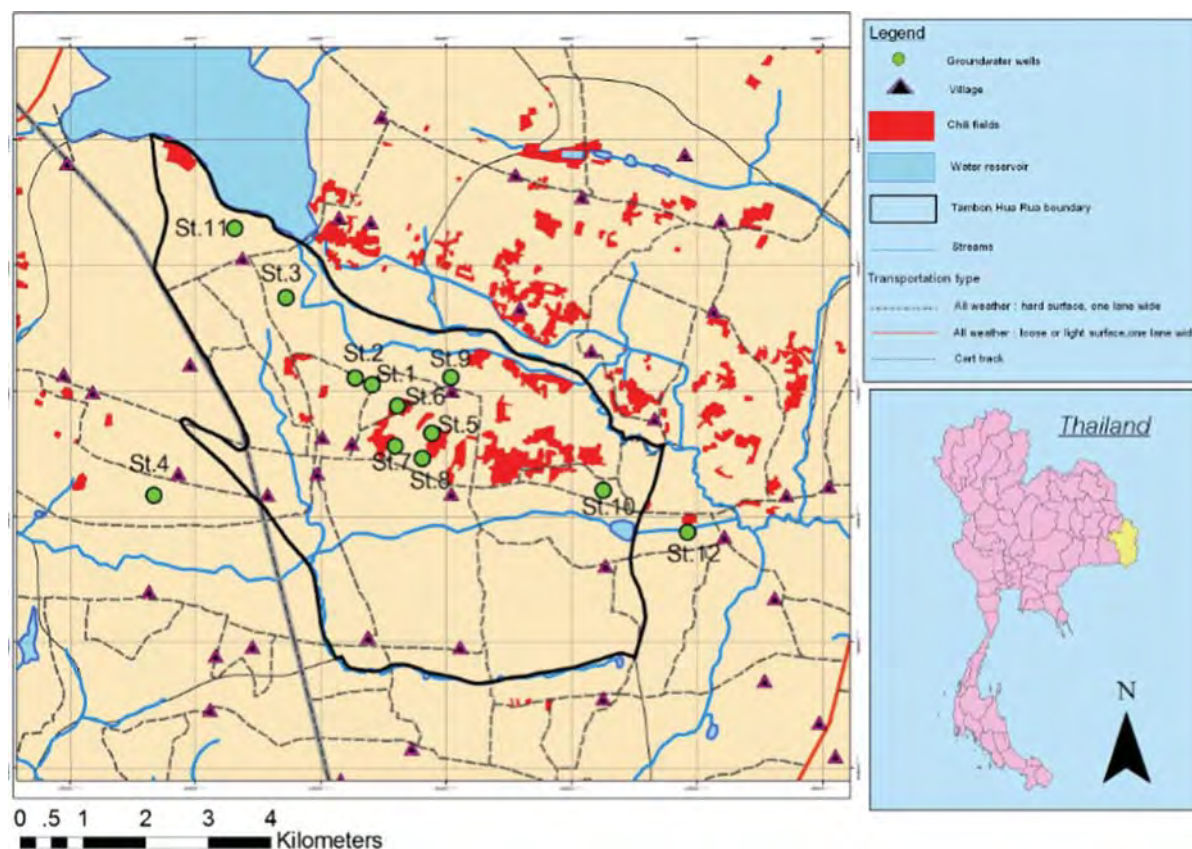 St.11
St.3
St.2
St.1
St.9
St.6
St.5
St.7
St.8
St.4
St.10
St.12
0 .5 1 2 3 4
Kilometers
Legend
Groundwater wells
Village
Chili fields
Water reservoir
Tambon Hua Rua boundary
Streams
Transportation type
All weather : hard surface, one lane wide
All weather : loose or light surface,one lane wid
Cart track
Thailand
N